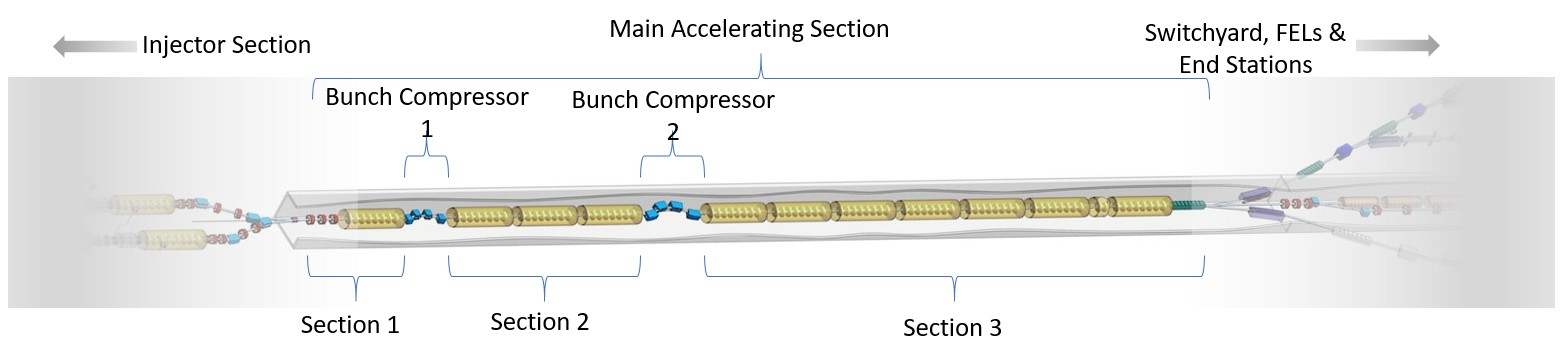 Injector Section
Main Accelerating Section
Switchyard, FELs &
End Stations
Bunch Compressor
1
Bunch Compressor
2
Section 1
Section 2
Section 3